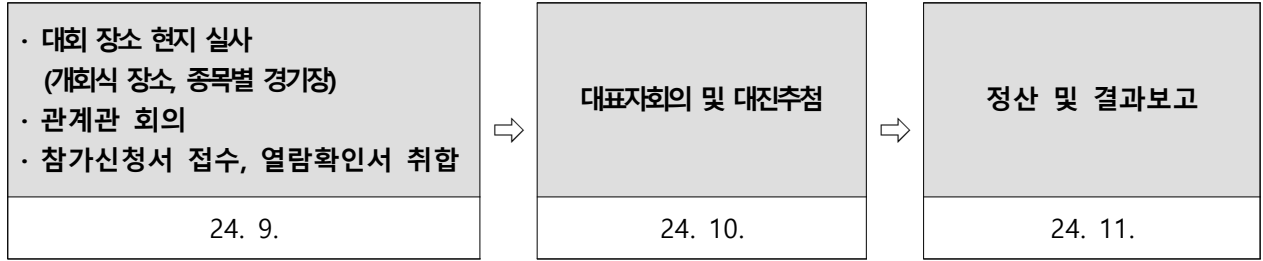 · 대회 장소 현지 실사
(개회식 장소, 종목별 경기장)
· 관계관 회의
· 참가신청서 접수, 열람확인서 취합
24. 9.
⇨
대표자회의 및 대진추첨
24. 10.
⇨
정산 및 결과보고
24. 11.